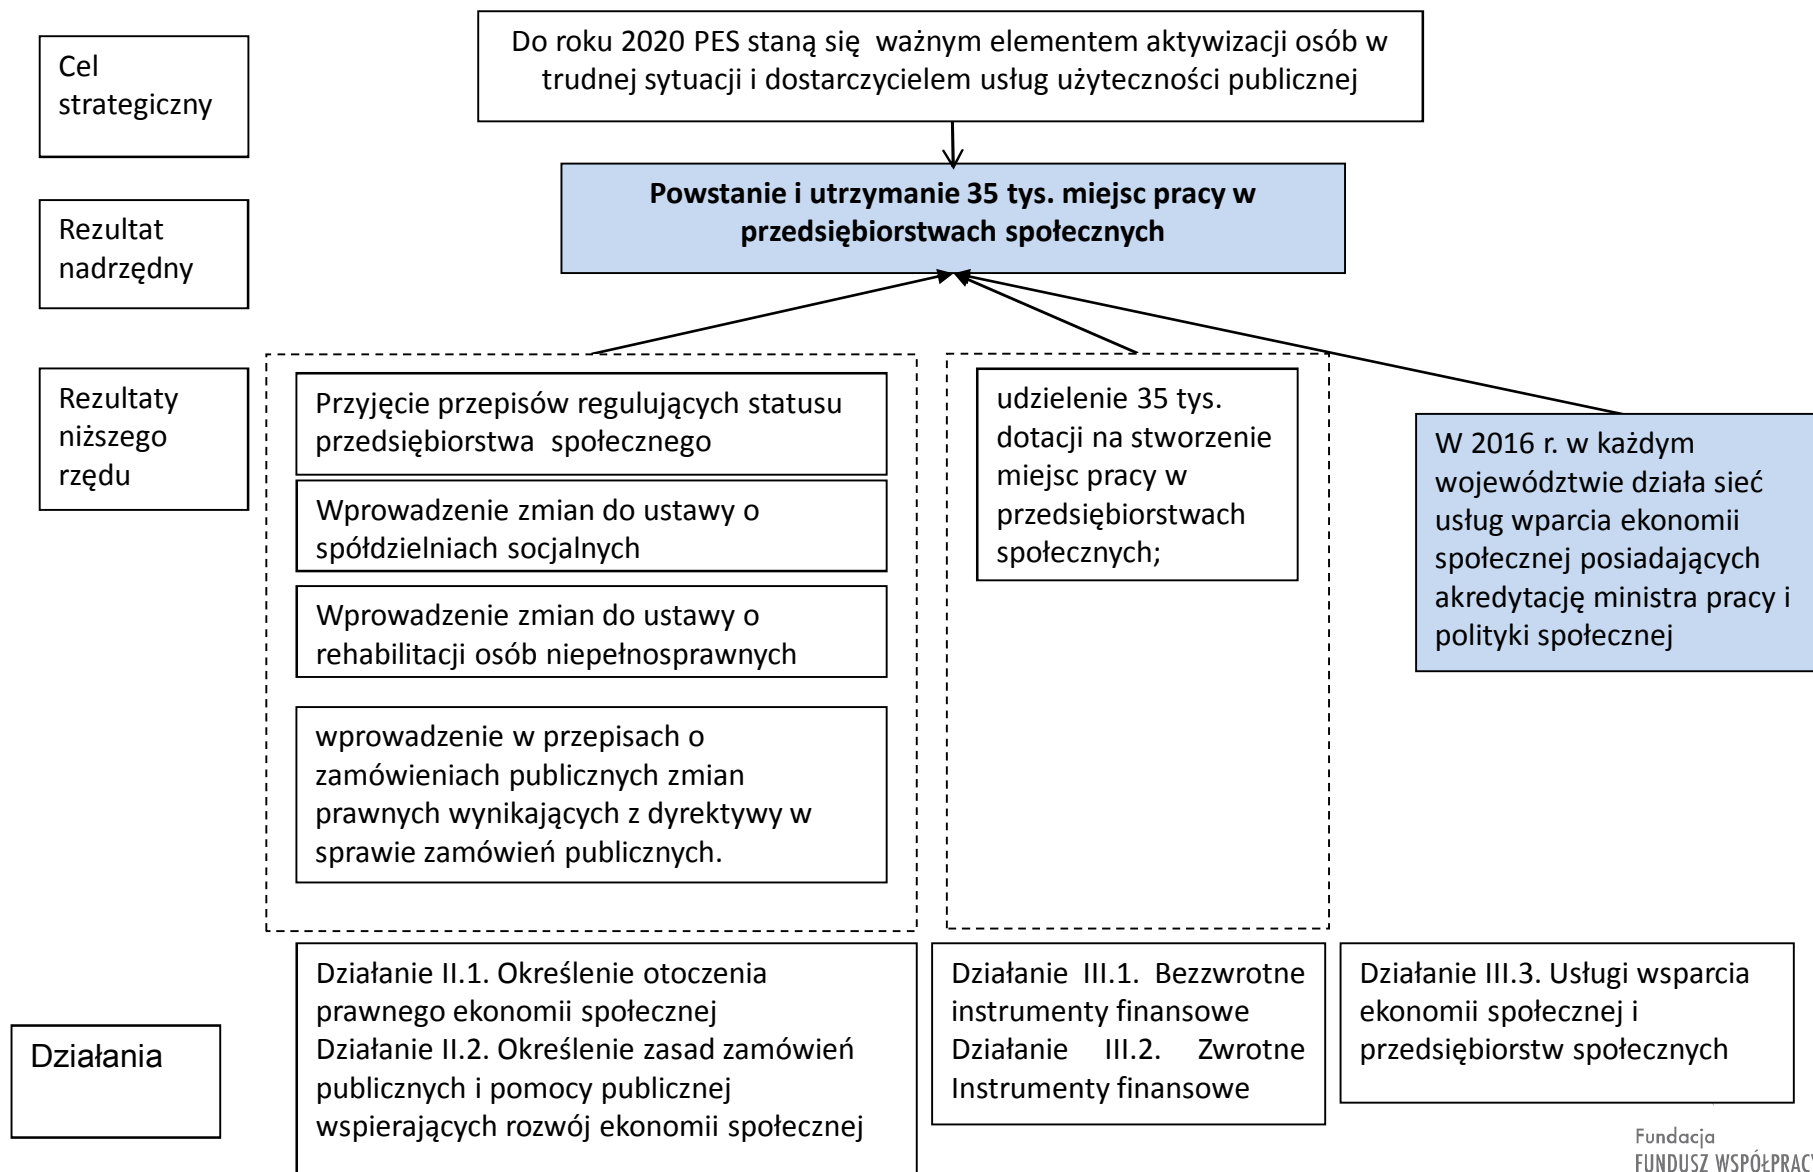 Cel
strategiczny
Do roku 2020 PES staną się ważnym elementem aktywizacji osób w
trudnej sytuacji i dostarczycielem usług użyteczności publicznej
Rezultat
nadrzędny
Powstanie i utrzymanie 35 tys. miejsc pracy w
przedsiębiorstwach społecznych
Rezultaty
niższego
rzędu
Przyjęcie przepisów regulujących statusu
przedsiębiorstwa społecznego
Wprowadzenie zmian do ustawy o
spółdzielniach socjalnych
Wprowadzenie zmian do ustawy o
rehabilitacji osób niepełnosprawnych
wprowadzenie w przepisach o
zamówieniach publicznych zmian
prawnych wynikających z dyrektywy w
sprawie zamówień publicznych.
udzielenie 35 tys.
dotacji na stworzenie
miejsc pracy w
przedsiębiorstwach
społecznych;
W 2016 r. w każdym
województwie działa sieć
usług wparcia ekonomii
społecznej posiadających
akredytację ministra pracy i
polityki społecznej
Działania
Działanie II.1. Określenie otoczenia
prawnego ekonomii społecznej
Działanie II.2. Określenie zasad zamówień
publicznych i pomocy publicznej
wspierających rozwój ekonomii społecznej
Działanie III.1. Bezzwrotne
instrumenty finansowe
Działanie III.2. Zwrotne
Instrumenty finansowe
Działanie III.3. Usługi wsparcia
ekonomii społecznej i
przedsiębiorstw społecznych
Fundacja
FUNDUSZ WSPÓŁPRACY